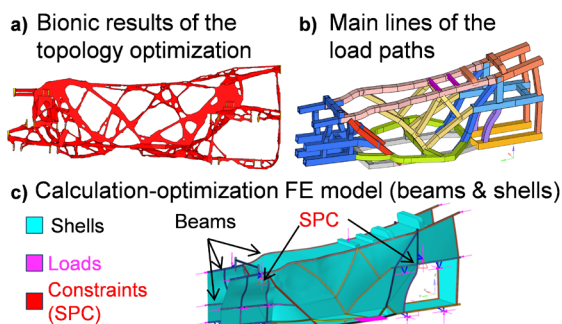 a) Bionic results of the
topology optimization
b) Main lines of the
load paths
c) Calculation-optimization FE model (beams & shells)
Beams
SPC
Shells
Loads
Constraints
(SPC)